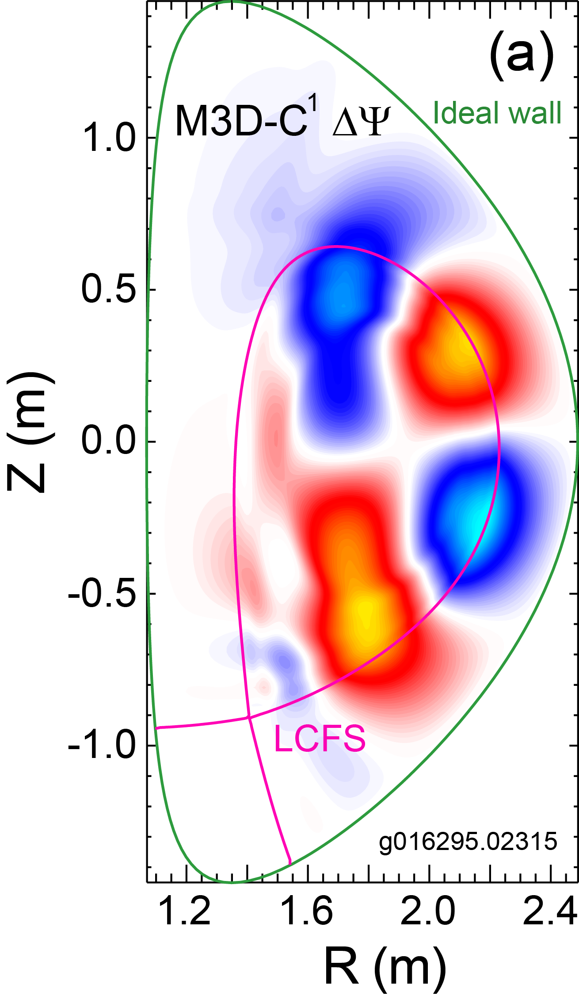 (a)
Ideal wall
M3D-C¹ ΔΨ
1.0
0.5
0.0
-0.5
-1.0
Z (m)
LCFS
g016295.02315
1.2 1.6 2.0 2.4
R (m)